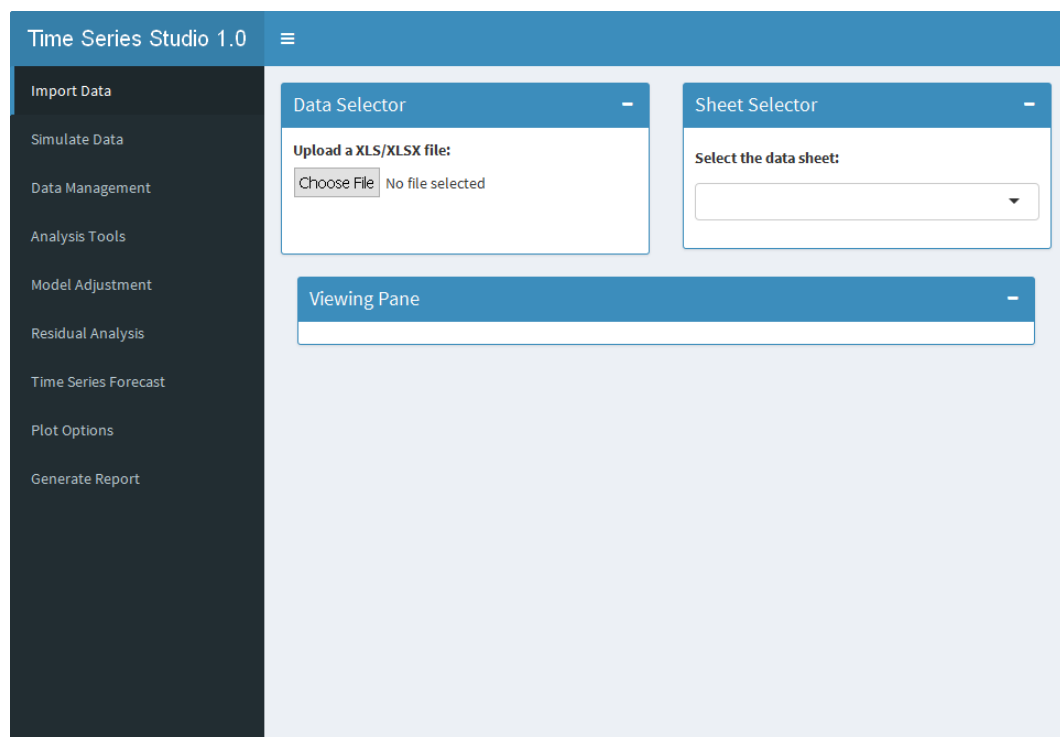 Time Series Studio 1.0
Import Data
Simulate Data
Data Management
Analysis Tools
Model Adjustment
Residual Analysis
Time Series Forecast
Plot Options
Generate Report
Data Selector
Upload a XLS/XLSX file:
Choose File No file selected
Sheet Selector
Select the data sheet:
Viewing Pane